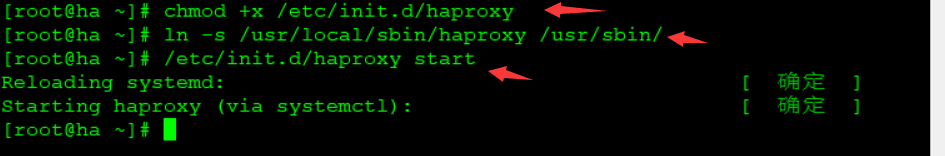 [root@ha ~]# chmod +x /etc/init.d/haproxy
[root@ha ~]# ln -s /usr/local/sbin/haproxy /usr/sbin/
[root@ha ~]# /etc/init.d/haproxy start
Reloading systemd: [ 确定 ]
Starting haproxy (via systemctl): [ 确定 ]
[root@ha ~]#